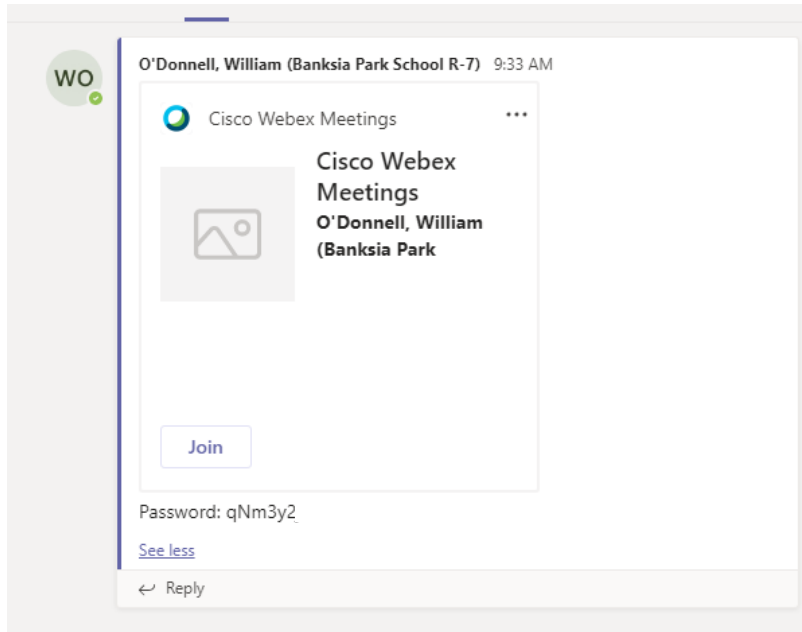 WO
O'Donnell, William (Banksia Park School R-7) 9:33 AM
Cisco Webex Meetings
Cisco Webex
Meetings
O'Donnell, William
(Banksia Park
Join
Password: qNm3y2
See less
Reply